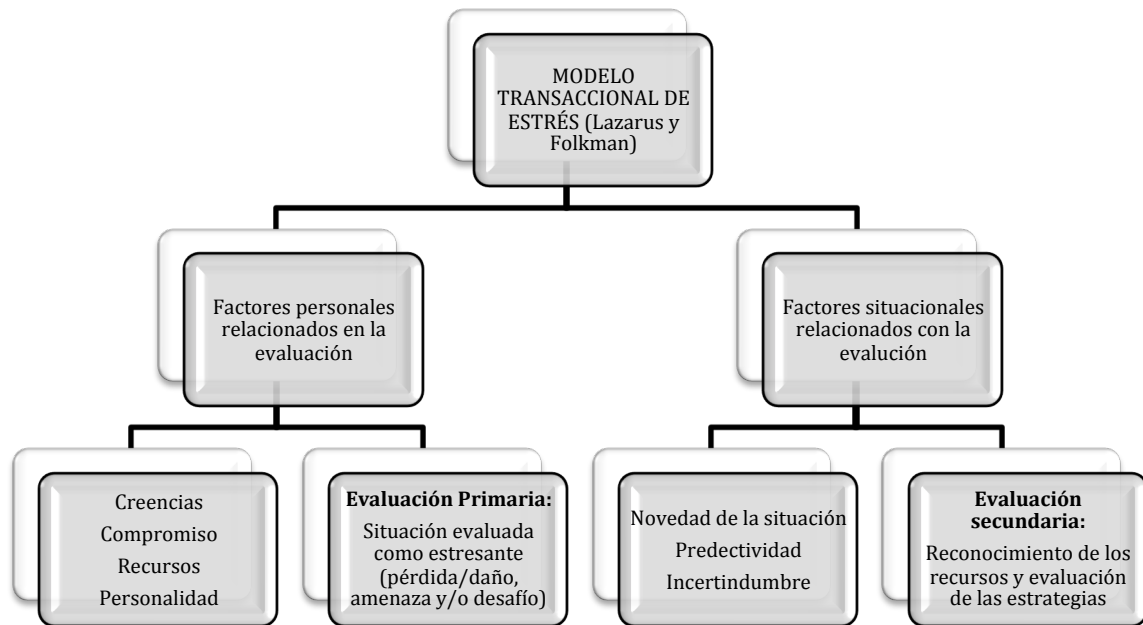 MODELO
TRANSACCIONAL DE
ESTRÉS (Lazarus y
Folkman)
Factores personales
relacionados en la
evaluación
Factores situacionales
relacionados con la
evalución
Creencias
Compromiso
Recursos
Personalidad
Evaluación Primaria:
Situación evaluada
como estresante
(pérdida/daño,
amenaza y/o desafío)
Novedad de la situación
Predectividad
Incertindumbre
Evaluación
secundaria:
Reconocimiento de los
recursos y evaluación
de las estrategias